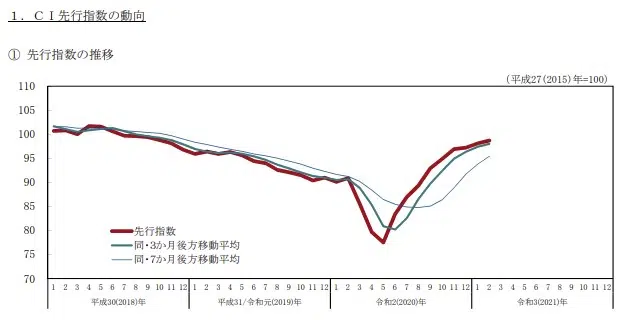 １．ＣＩ先行指数の動向
① 先行指数の推移
(平成27(2015)年=100)
110
105
100
95
90
85
80
75
70
先行指数
同・3か月後方移動平均
同・7か月後方移動平均
1 2 3 4 5 6 7 8 9 10 11 12 1 2 3 4 5 6 7 8 9 10 11 12 1 2 3 4 5 6 7 8 9 10 11 12 1 2 3 4 5 6 7 8 9 10 11 12
平成30(2018)年 平成31/令和元(2019)年 令和2(2020)年 令和3(2021)年